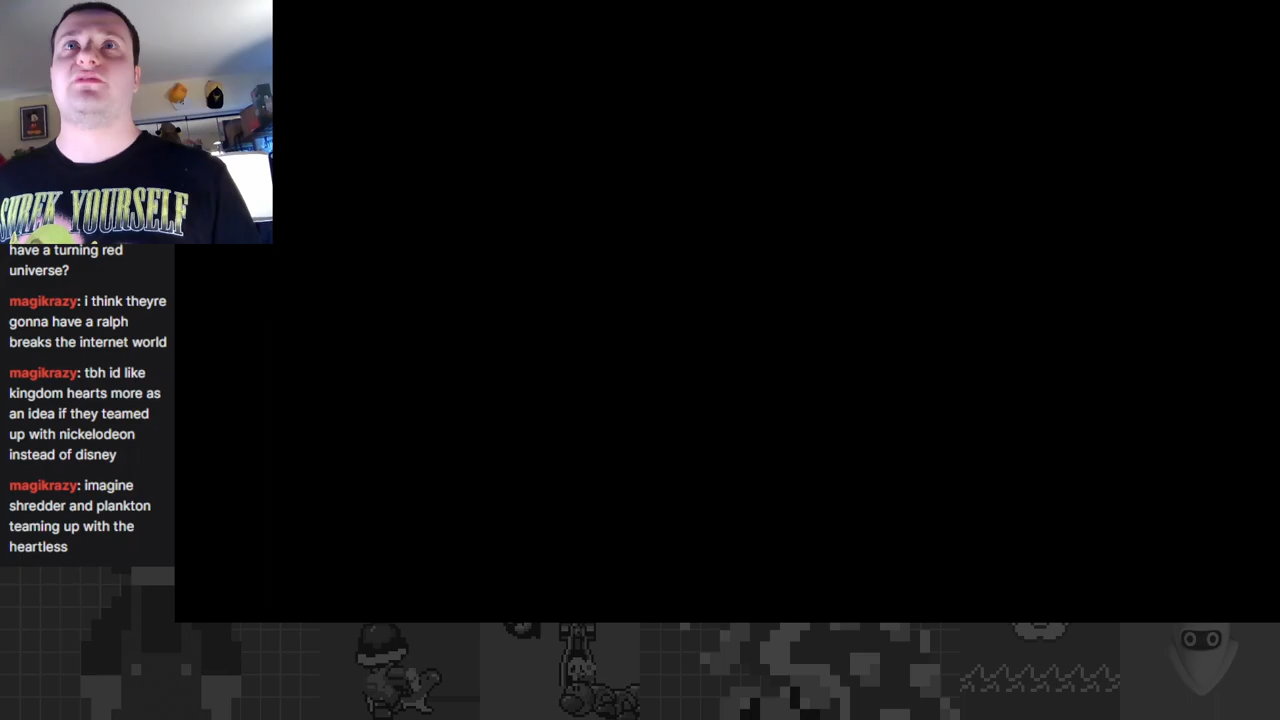 SHREK YOURSELF
have a turning red
universe?
magikrazy: i think theyre
gonna have a ralph
breaks the internet world
magikrazy: tbh id like
kingdom hearts more as
an idea if they teamed
up with nickelodeon
instead of disney
magikrazy: imagine
shredder and plankton
teaming up with the
heartless